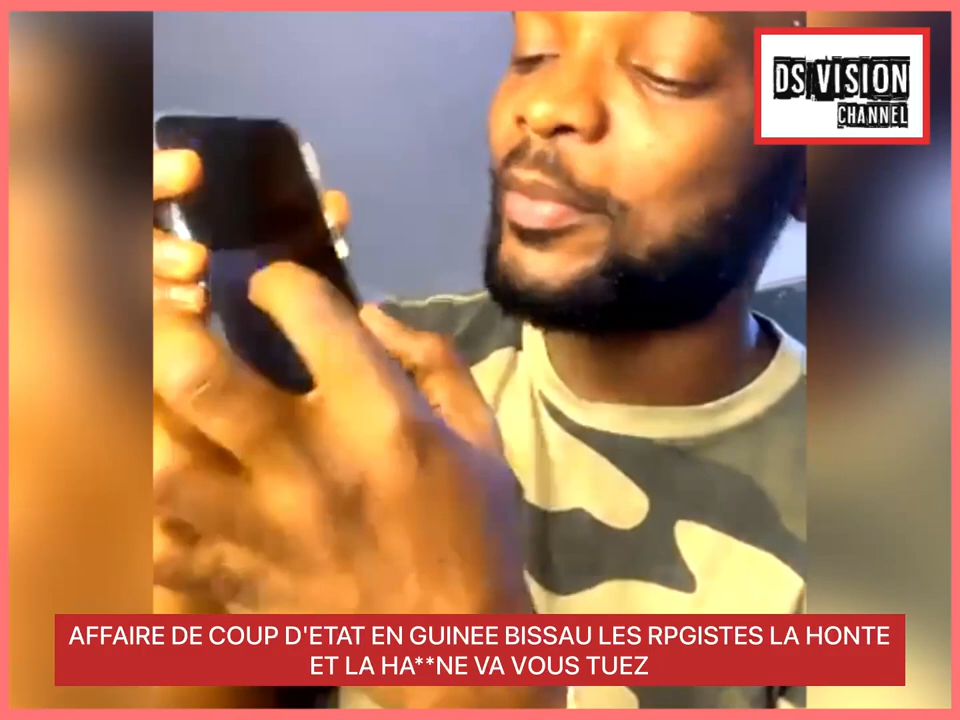 DS VISION
CHANNEL
AFFAIRE DE COUP D'ETAT EN GUINEE BISSAU LES RPGISTES LA HONTE
ET LA HA**NE VA VOUS TUEZ